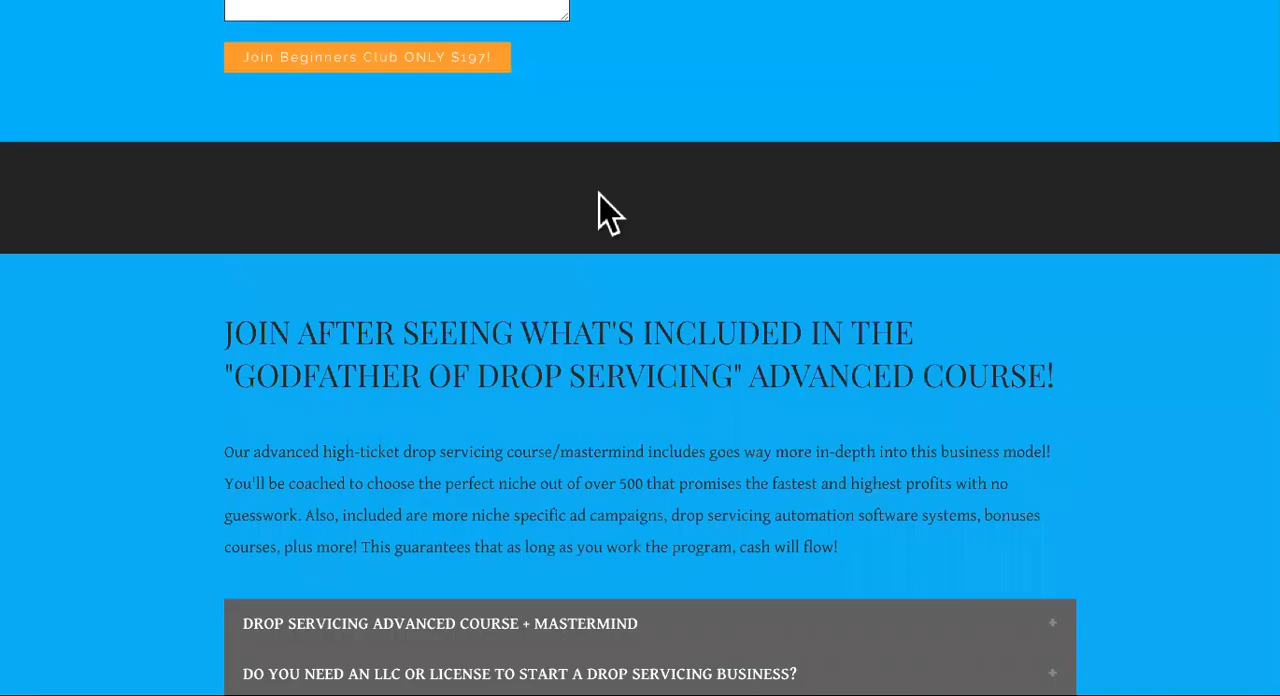 Join Beginners Club ONLY $197!
JOIN AFTER SEEING WHAT'S INCLUDED IN THE
"GODFATHER OF DROP SERVICING" ADVANCED COURSE!
Our advanced high-ticket drop servicing course/mastermind includes goes way more in-depth into this business model!
You'll be coached to choose the perfect niche out of over 500 that promises the fastest and highest profits with no
guesswork. Also, included are more niche specific ad campaigns, drop servicing automation software systems, bonuses
courses, plus more! This guarantees that as long as you work the program, cash will flow!
DROP SERVICING ADVANCED COURSE + MASTERMIND +
DO YOU NEED AN LLC OR LICENSE TO START A DROP SERVICING BUSINESS? +